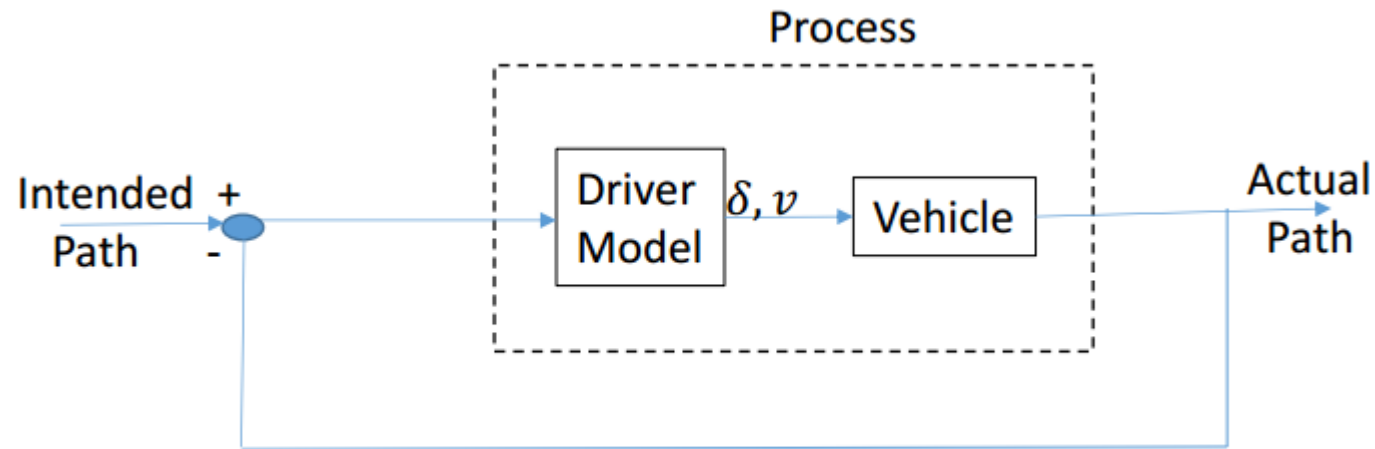 Process
Intended +
Path -
Driver
Model
δ, v
Vehicle
Actual
Path